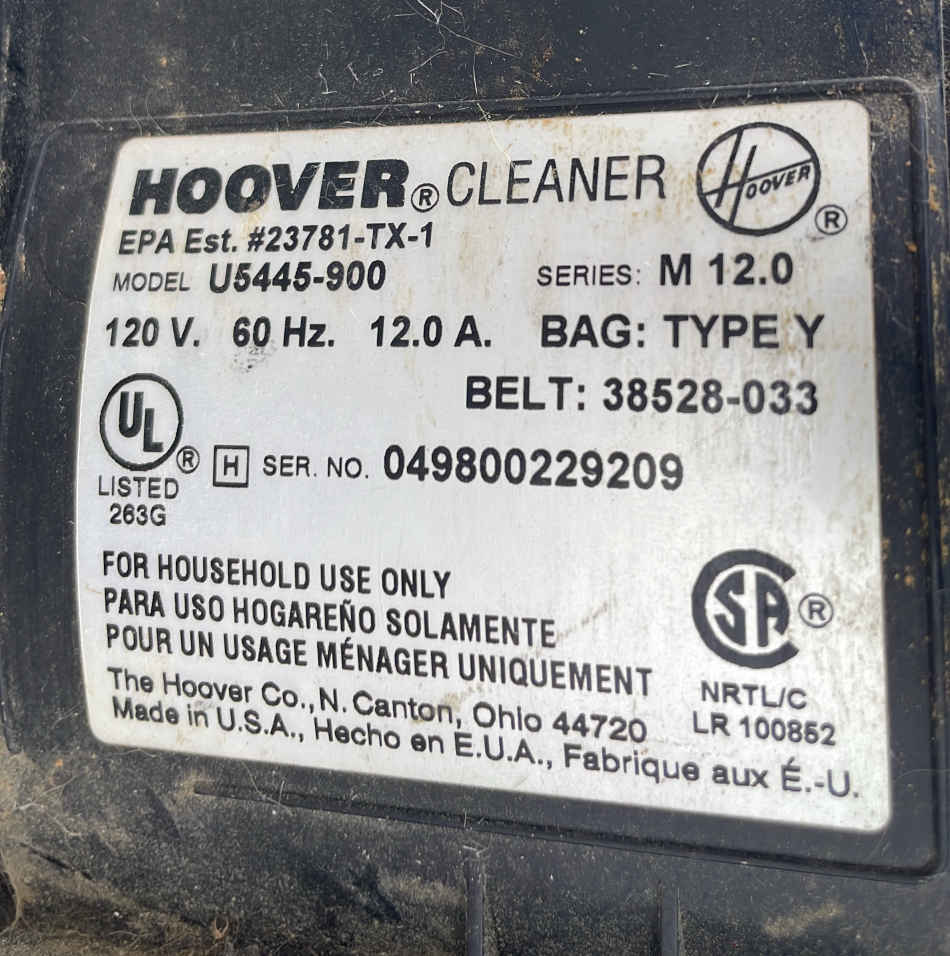 HOOVER® CLEANER HOOVER ®
EPA Est. #23781-TX-1
MODEL U5445-900 SERIES: M 12.0
120 V. 60 Hz. 12.0 A. BAG: TYPE Y
BELT: 38528-033
UL ® H SER. NO. 049800229209
LISTED
263G
FOR HOUSEHOLD USE ONLY
PARA USO HOGAREÑO SOLAMENTE
POUR UN USAGE MÉNAGER UNIQUEMENT
The Hoover Co., N. Canton, Ohio 44720
Made in U.S.A., Hecho en E.U.A., Fabrique aux É.-U.
SA ®
NRTL/C
LR 100852